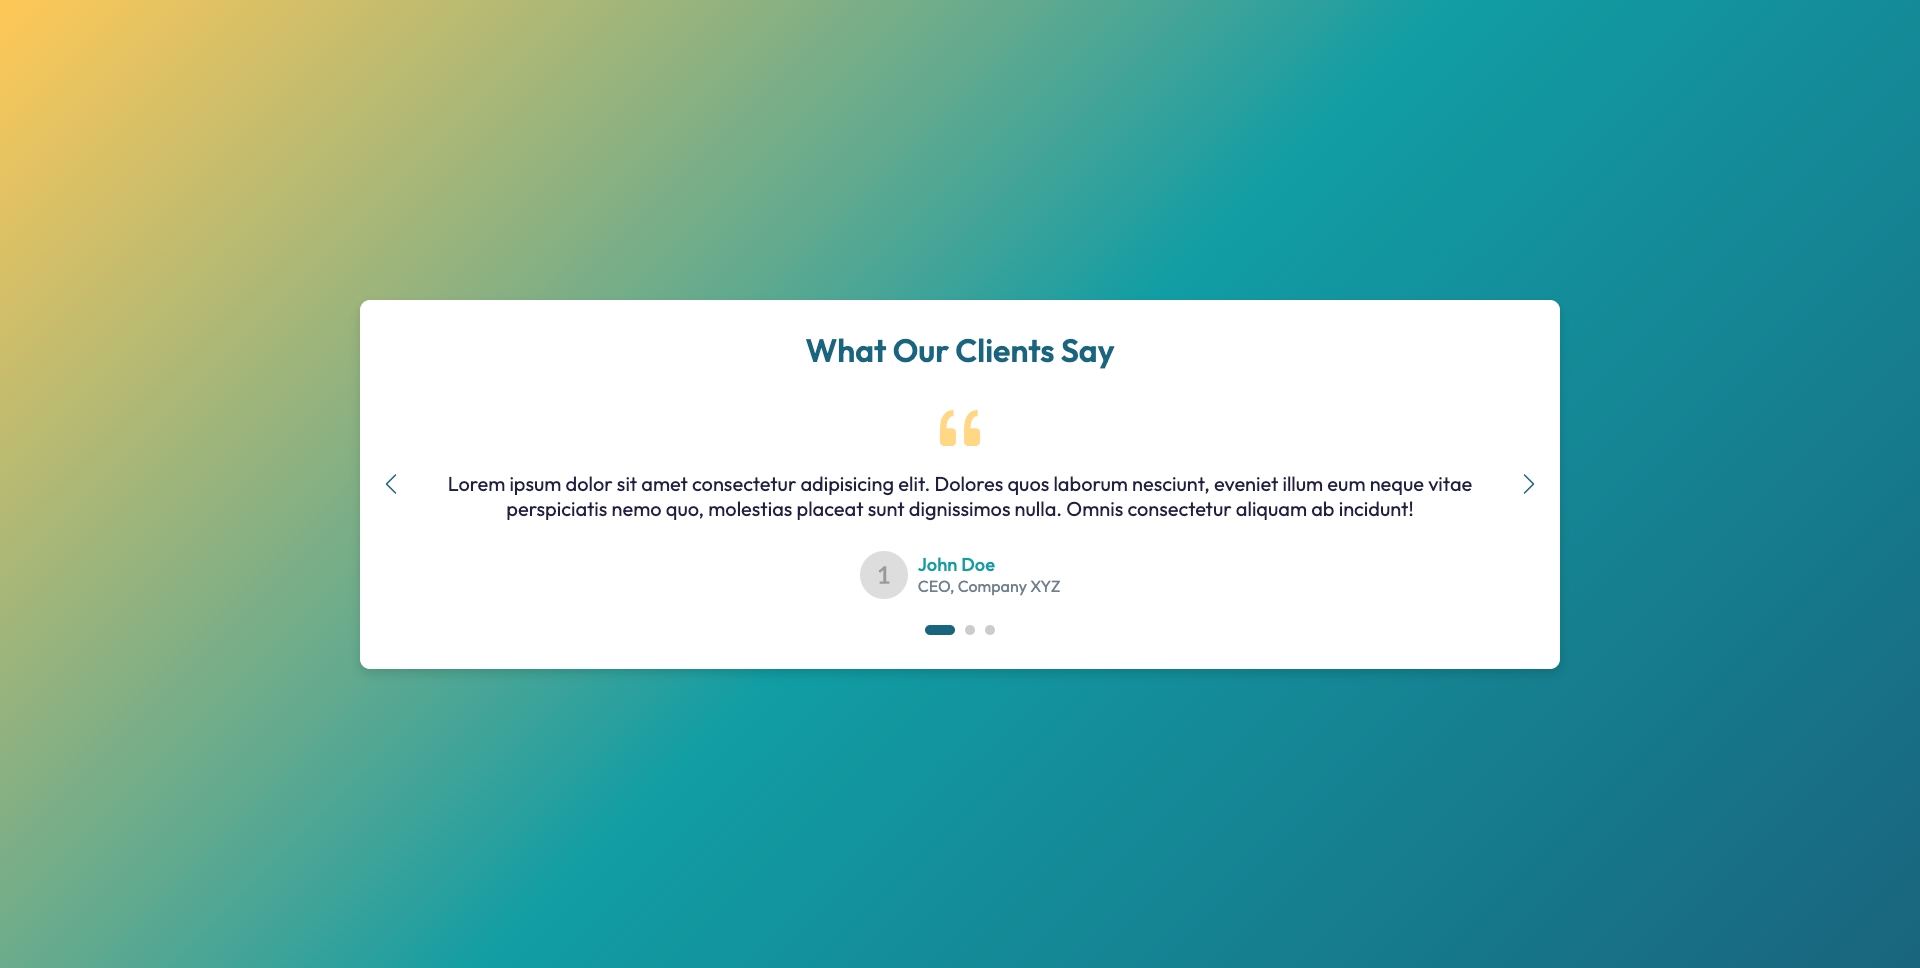 What Our Clients Say
“
Lorem ipsum dolor sit amet consectetur adipisicing elit. Dolores quos laborum nesciunt, eveniet illum eum neque vitae
perspiciatis nemo quo, molestias placeat sunt dignissimos nulla. Omnis consectetur aliquam ab incidunt!
1
John Doe
CEO, Company XYZ